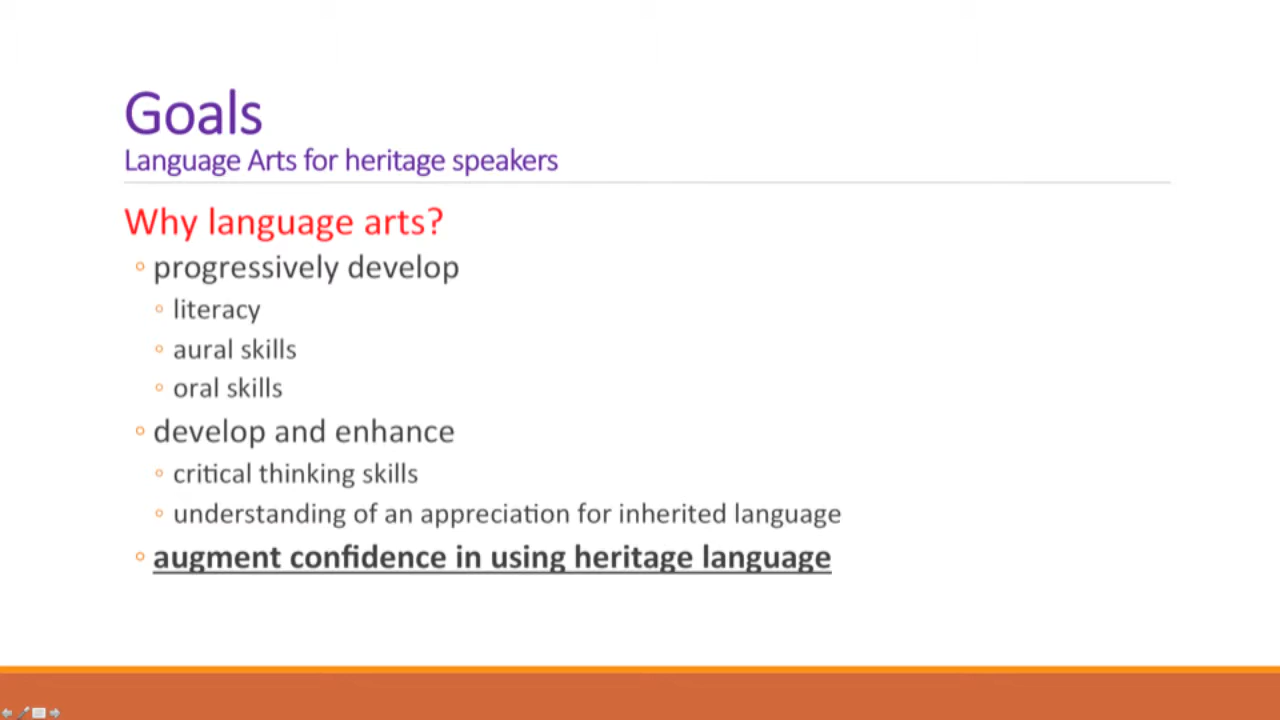 Goals
Language Arts for heritage speakers
Why language arts?
progressively develop
literacy
aural skills
oral skills
develop and enhance
critical thinking skills
understanding of an appreciation for inherited language
augment confidence in using heritage language